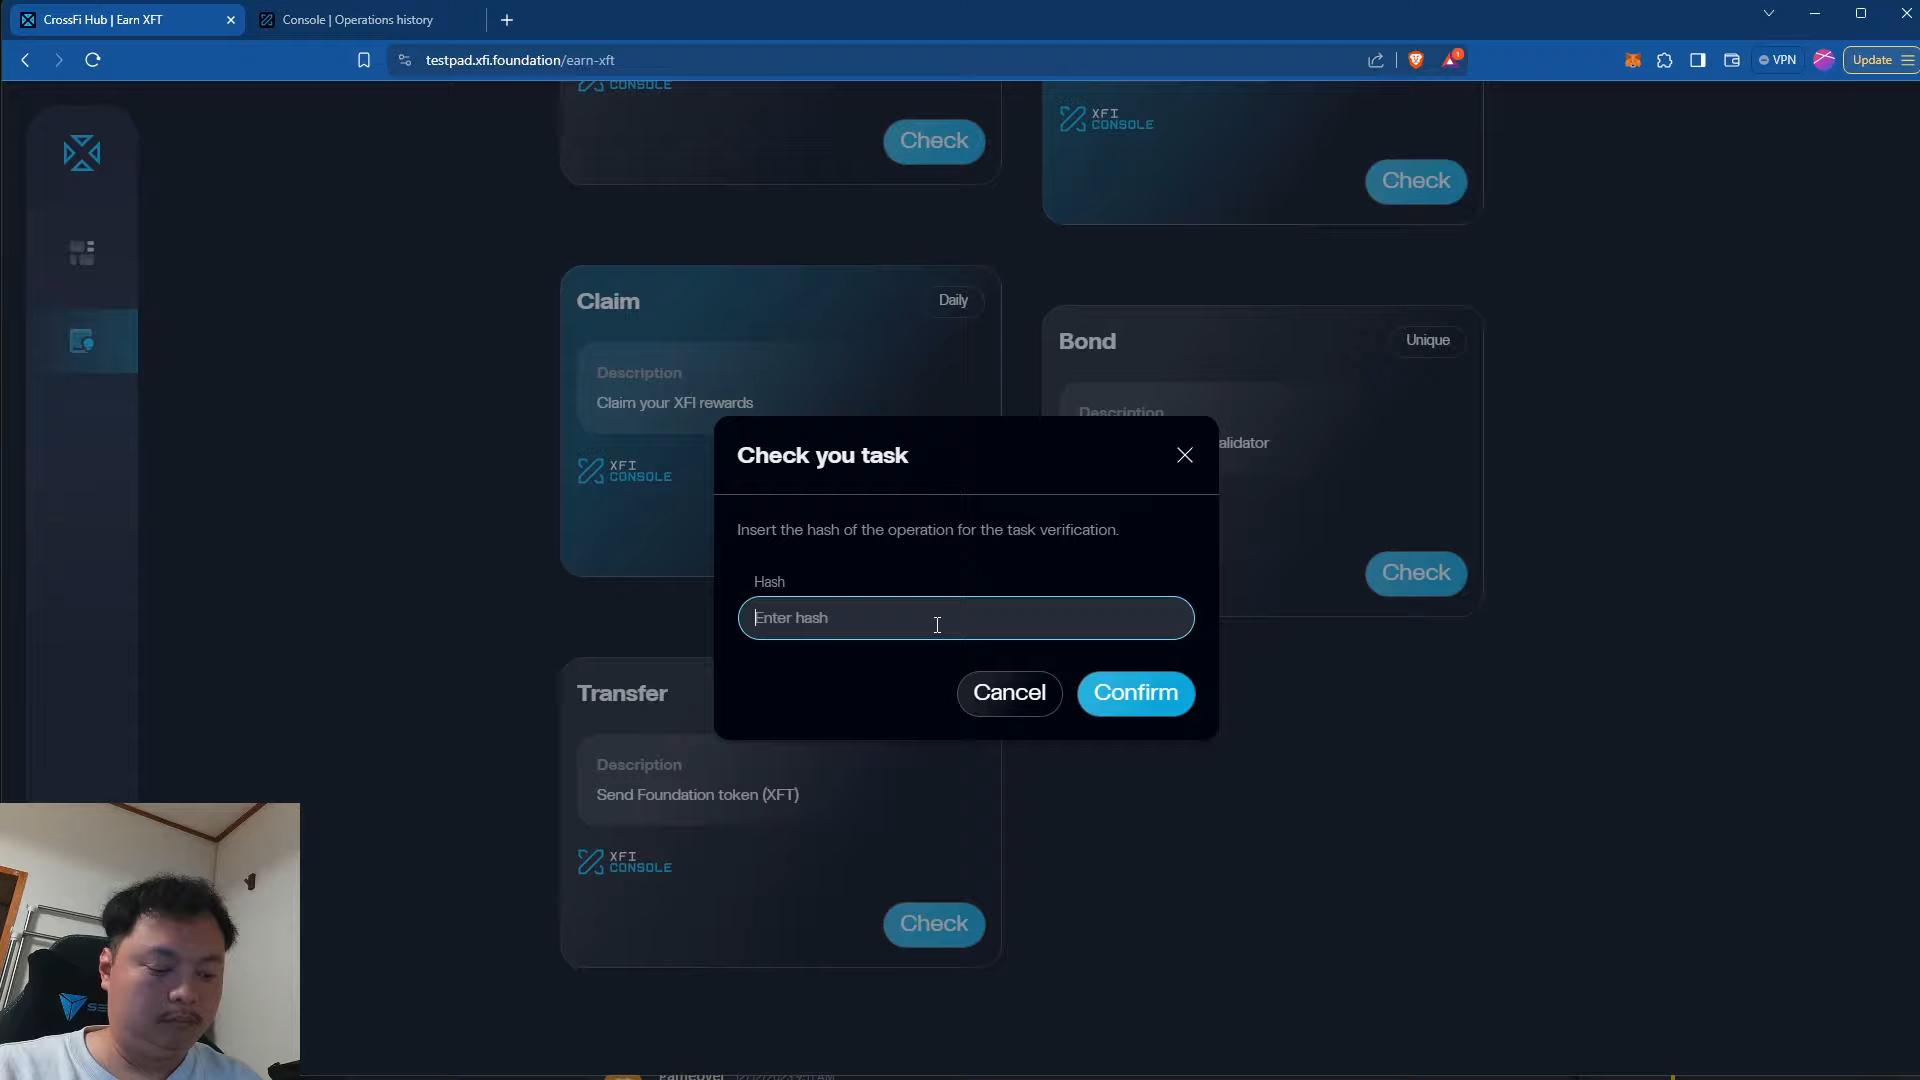 CrossFi Hub | Earn XFT
Console | Operations history
testpad.xfi.foundation/earn-xft
1
VPN
Update
CONSOLE
Check
XFI
CONSOLE
Check
Claim
Daily
Description
Claim your XFI rewards
XFI
CONSOLE
Bond
Unique
Description
alidator
Check
Check you task
Insert the hash of the operation for the task verification.
Hash
Enter hash
Cancel
Confirm
Transfer
Description
Send Foundation token (XFT)
XFI
CONSOLE
Check